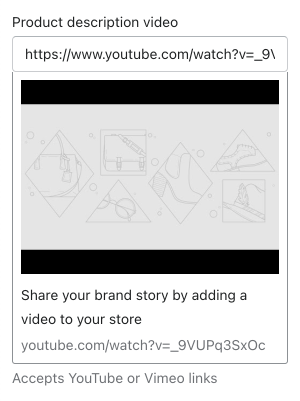 Product description video
https://www.youtube.com/watch?v=_9\
Share your brand story by adding a
video to your store
youtube.com/watch?v=_9VUPq3SxOc
Accepts YouTube or Vimeo links